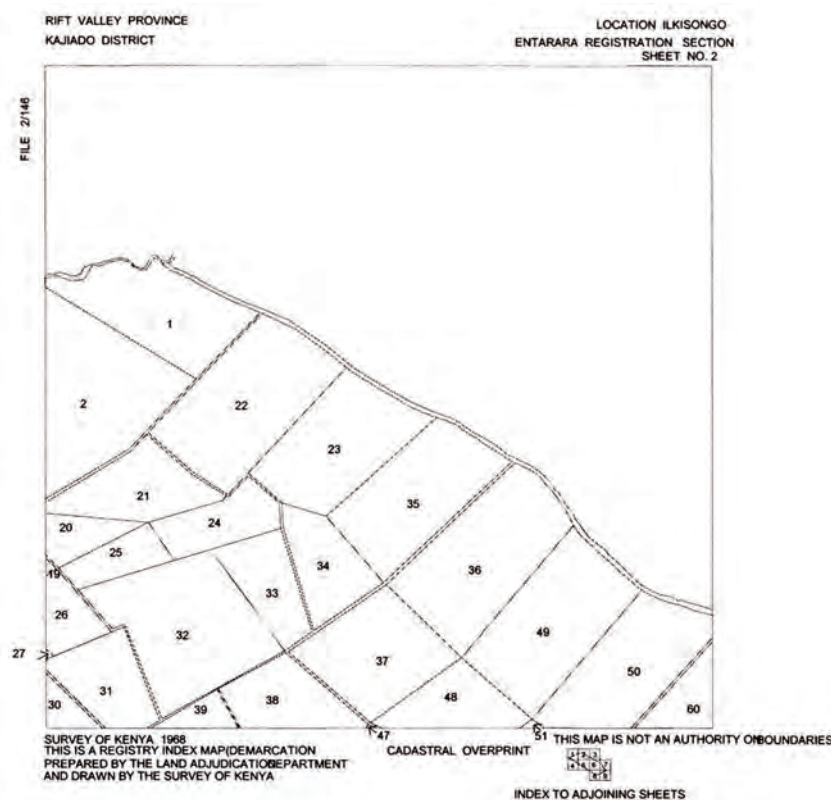 RIFT VALLEY PROVINCE
KAJIADO DISTRICT
LOCATION ILKISONGO
ENTARARA REGISTRATION SECTION
SHEET NO. 2
FILE 2/146
1
2
22
23
21
35
24
20
25
34
36
19
33
26
32
49
27
37
50
31
48
38
30
39
60
47
51
SURVEY OF KENYA 1968
THIS IS A REGISTRY INDEX MAP(DEMARCATION
PREPARED BY THE LAND ADJUDICATION DEPARTMENT
AND DRAWN BY THE SURVEY OF KENYA
CADASTRAL OVERPRINT
THIS MAP IS NOT AN AUTHORITY ON BOUNDARIES
INDEX TO ADJOINING SHEETS